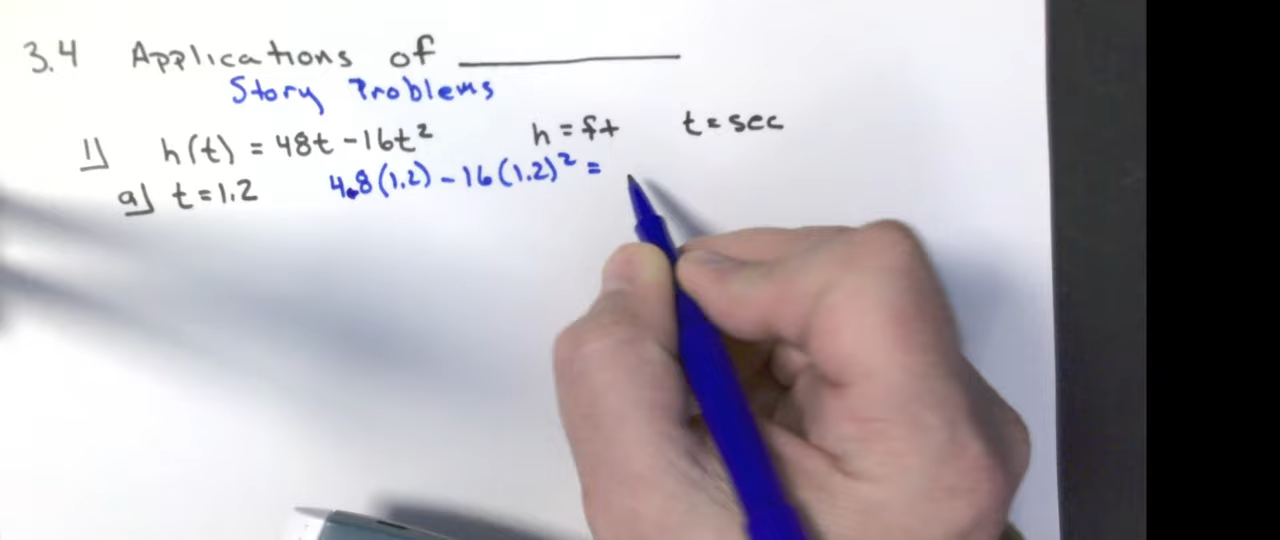 3.4 Applications of ________
Story Problems
1) h(t) = 48t - 16t² h = ft t = sec
a) t = 1.2 4.8(1.2) - 16(1.2)² =